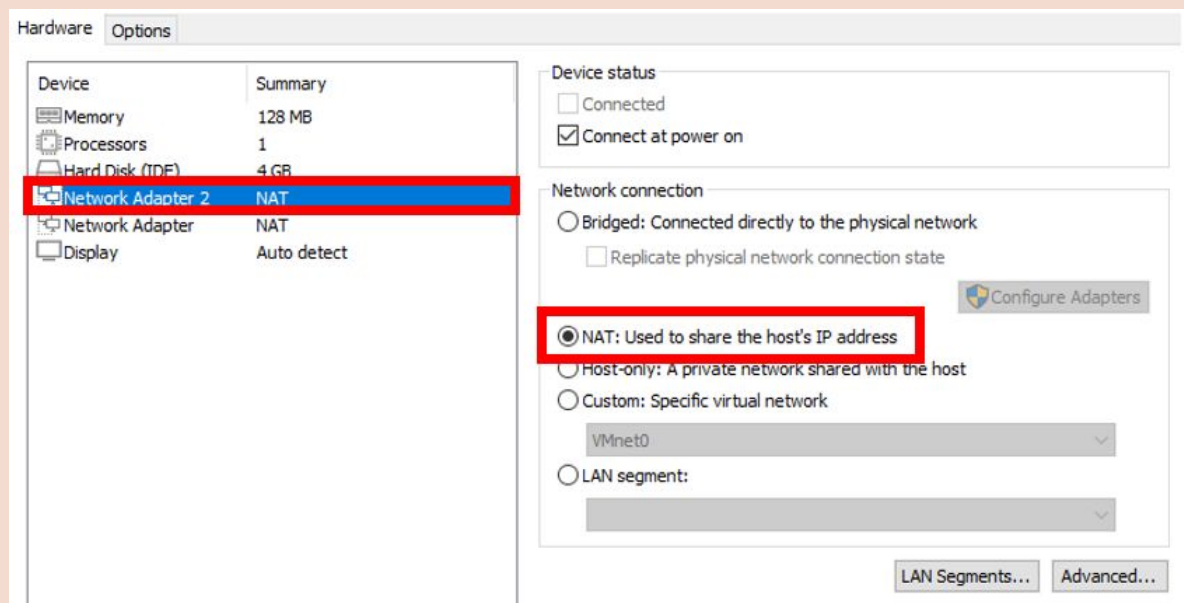 Hardware Options
Device Summary
Memory 128 MB
Processors 1
Hard Disk (IDE) 4 GB
Network Adapter 2 NAT
Network Adapter NAT
Display Auto detect
Device status
Connected
Connect at power on
Network connection
Bridged: Connected directly to the physical network
Replicate physical network connection state
Configure Adapters
NAT: Used to share the host's IP address
Host-only: A private network shared with the host
Custom: Specific virtual network
VMnet0
LAN segment:
LAN Segments... Advanced...